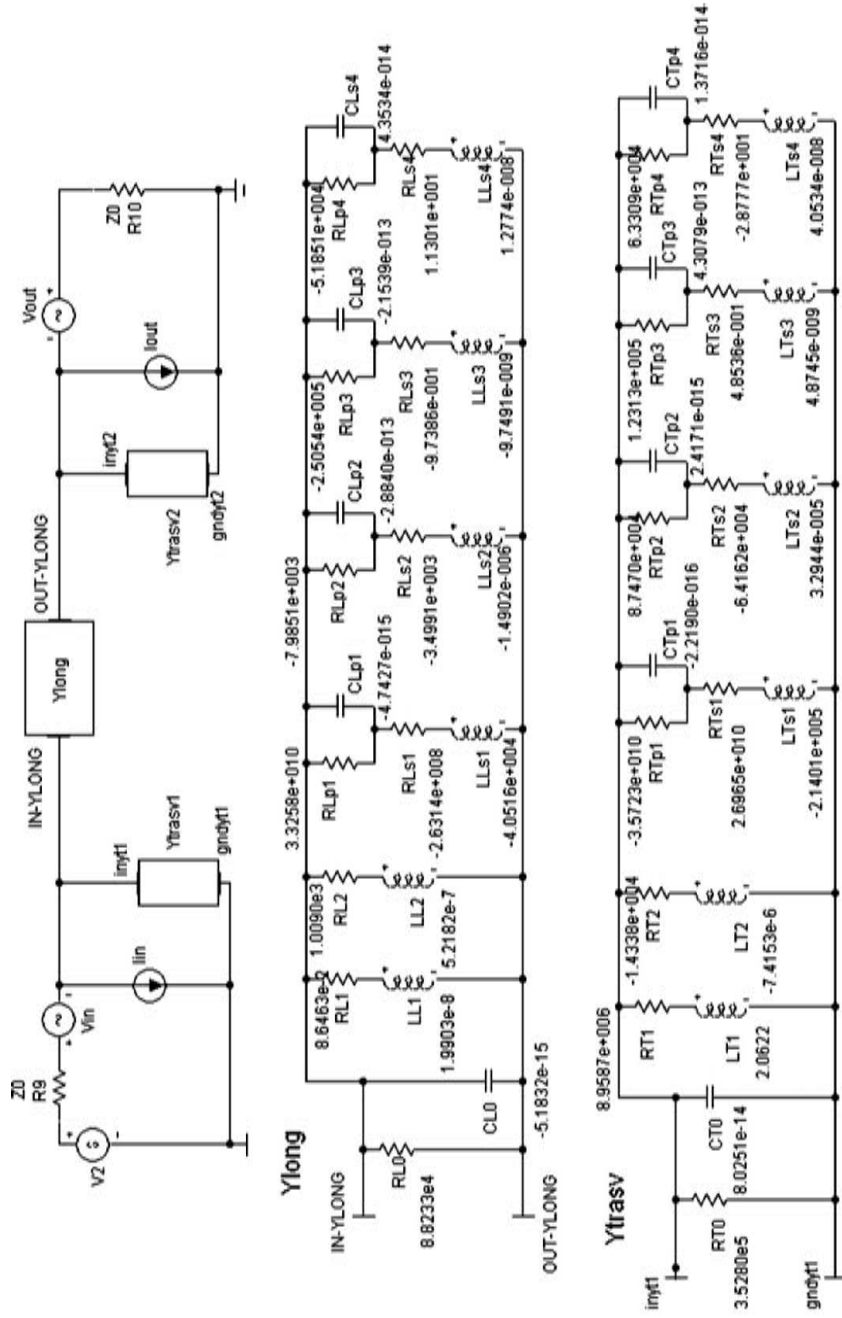 Z0
R9
V2
Vin
Iin
IN-YLONG
inyt1
Ytrasv1
gndyt1
Ylong
OUT-YLONG
inyt2
Ytrasv2
gndyt2
Vout
Iout
Z0
R10
Ylong
IN-YLONG
RL0
8.8233e4
OUT-YLONG
CL0
-5.1832e-15
8.6463e-2
RL1
LL1
1.9903e-8
1.0090e3
RL2
LL2
5.2182e-7
3.3258e+010
RLp1
CLp1
-4.7427e-015
RLs1
-2.6314e+008
LLs1
-4.0516e+004
-7.9851e+003
RLp2
CLp2
-2.8840e-013
RLs2
-3.4991e+003
LLs2
-1.4902e-006
-2.5054e+005
RLp3
CLp3
-2.1539e-013
RLs3
-9.7386e-001
LLs3
-9.7491e-009
-5.1851e+004
RLp4
CLs4
4.3534e-014
RLs4
1.1301e+001
LLs4
1.2774e-008
Ytrasv
inyt1
RT0
3.5280e5
gndyt1
CT0
8.0251e-14
8.9587e+006
RT1
LT1
2.0622
-1.4338e+004
RT2
LT2
-7.4153e-6
-3.5723e+010
RTp1
CTp1
-2.2190e-016
RTs1
2.6965e+010
LTs1
-2.1401e+005
8.7470e+004
RTp2
CTp2
2.4171e-015
RTs2
-6.4162e+004
LTs2
3.2944e-005
1.2313e+005
RTp3
CTp3
4.3079e-013
RTs3
4.8536e-001
LTs3
4.8745e-009
6.3309e+004
RTp4
CTp4
1.3716e-014
RTs4
-2.8777e+001
LTs4
4.0534e-008